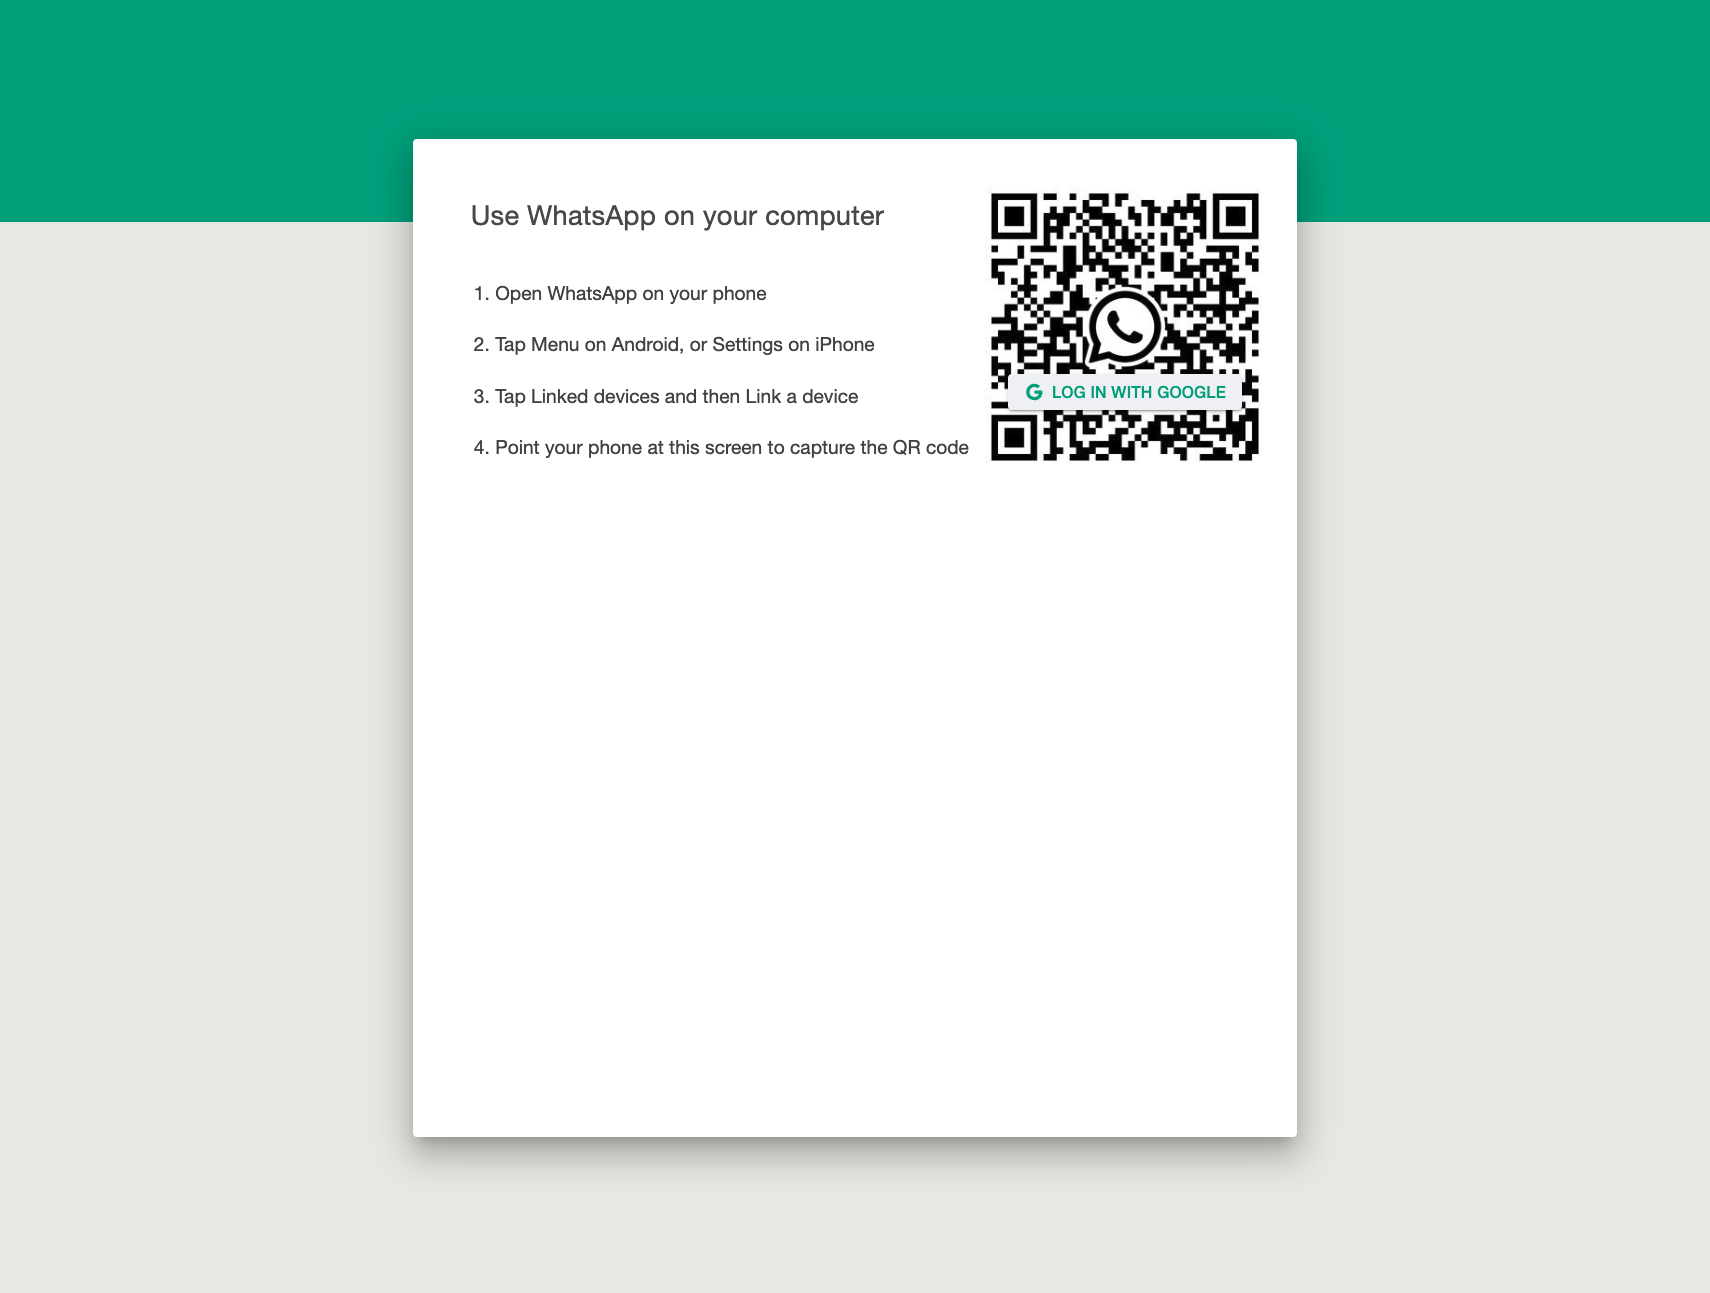 Use WhatsApp on your computer
1. Open WhatsApp on your phone
2. Tap Menu on Android, or Settings on iPhone
3. Tap Linked devices and then Link a device
4. Point your phone at this screen to capture the QR code
LOG IN WITH GOOGLE